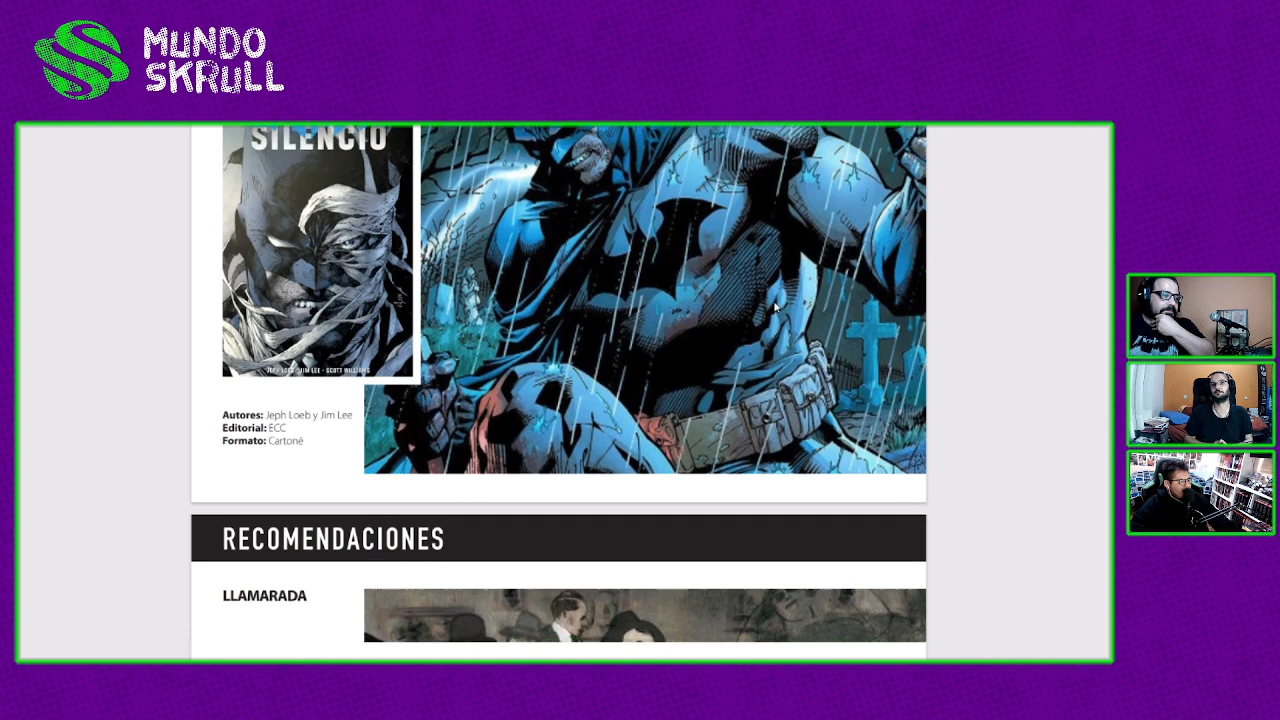 MUNDO
SKRULL
SILENCIO
JEPH LOEB · JIM LEE · SCOTT WILLIAMS
Autores: Jeph Loeb y Jim Lee
Editorial: ECC
Formato: Cartoné
RECOMENDACIONES
LLAMARADA